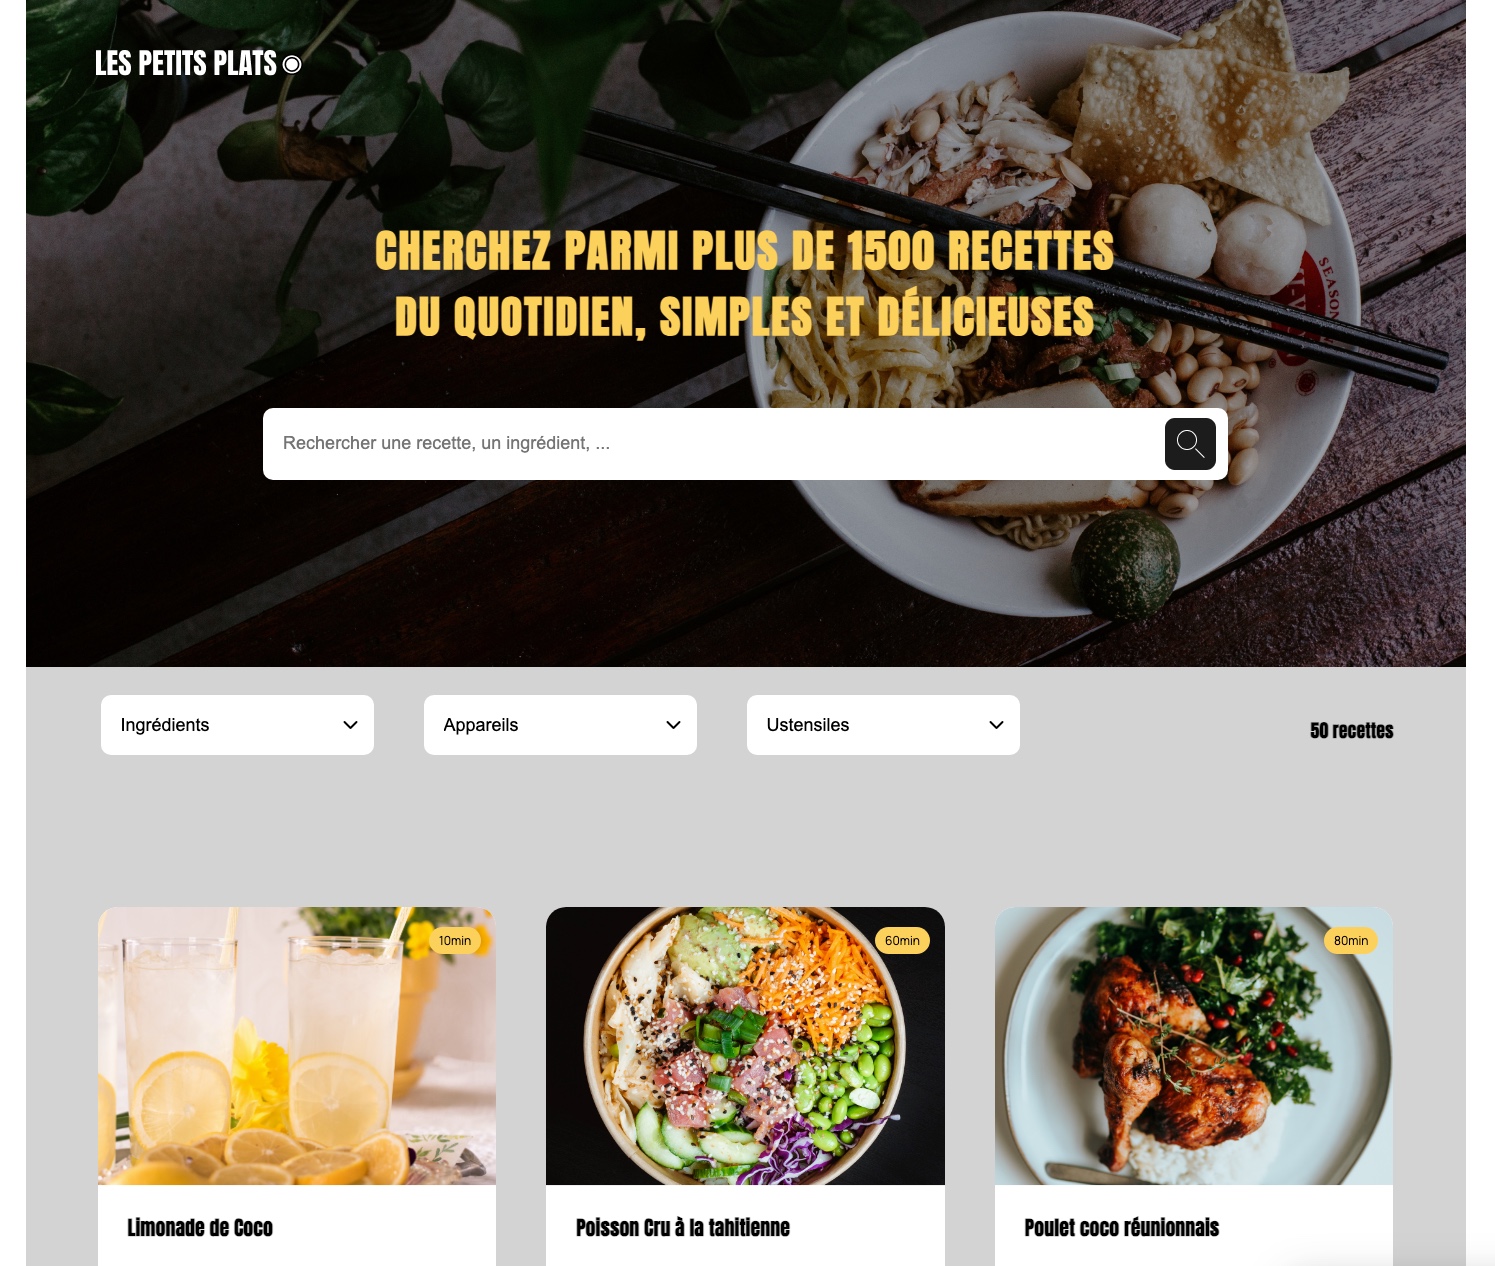 LES PETITS PLATS
CHERCHEZ PARMI PLUS DE 1500 RECETTES
DU QUOTIDIEN, SIMPLES ET DÉLICIEUSES
Rechercher une recette, un ingrédient, ...
Ingrédients
Appareils
Ustensiles
50 recettes
10min
60min
80min
Limonade de Coco
Poisson Cru à la tahitienne
Poulet coco réunionnais